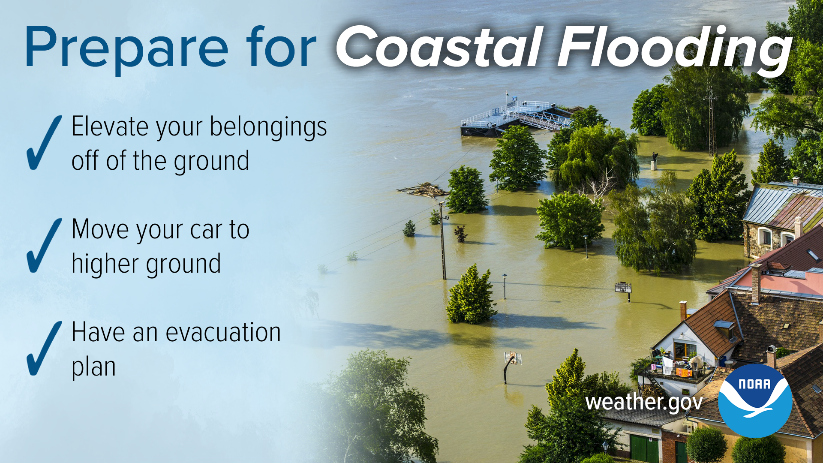 Prepare for Coastal Flooding
Elevate your belongings
off of the ground
Move your car to
higher ground
Have an evacuation
plan
weather.gov
NOAA